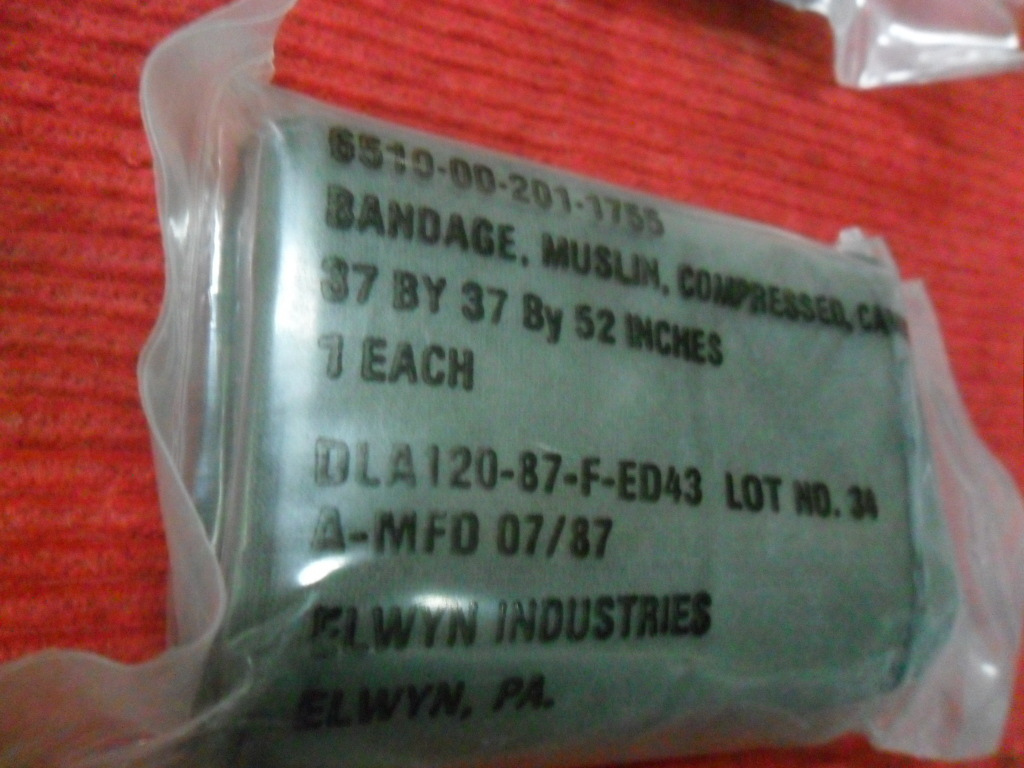 6510-00-201-1755
BANDAGE, MUSLIN, COMPRESSED,
37 BY 37 By 52 INCHES
1 EACH
DLA120-87-F-ED43 LOT NO. 34
A-MFD 07/87
ELWYN INDUSTRIES
ELWYN, PA.